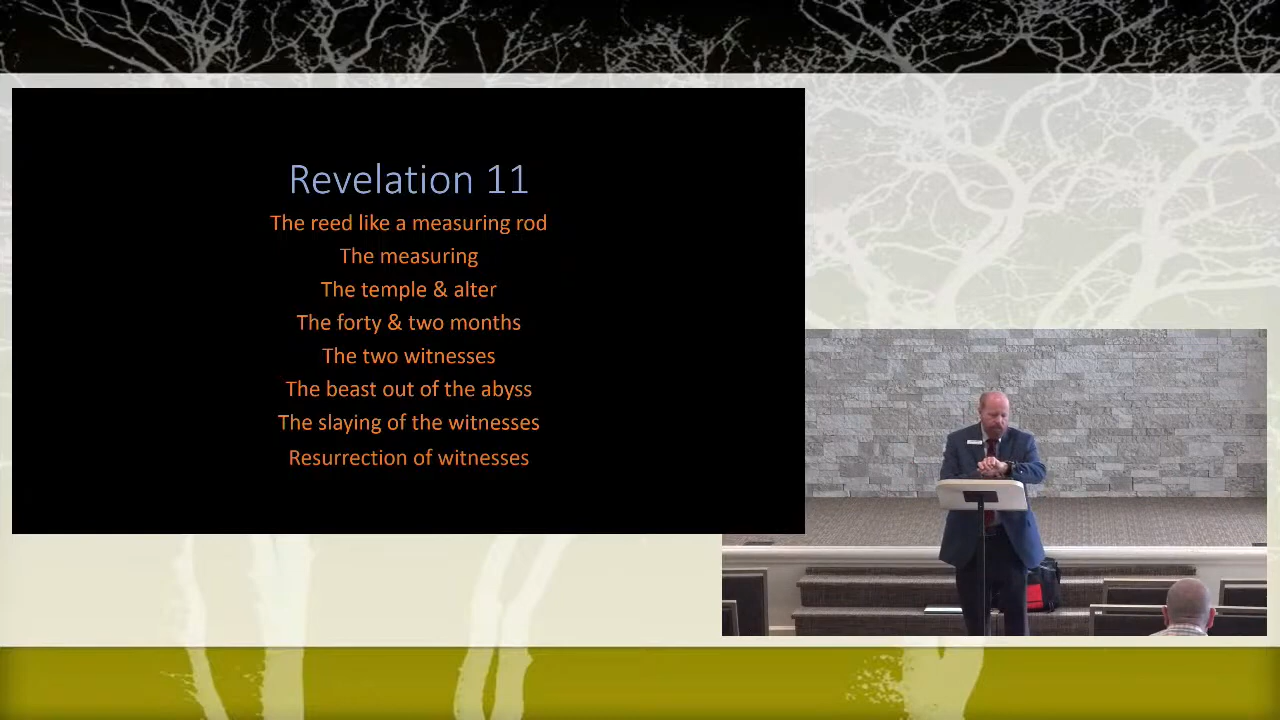 Revelation 11
The reed like a measuring rod
The measuring
The temple & alter
The forty & two months
The two witnesses
The beast out of the abyss
The slaying of the witnesses
Resurrection of witnesses